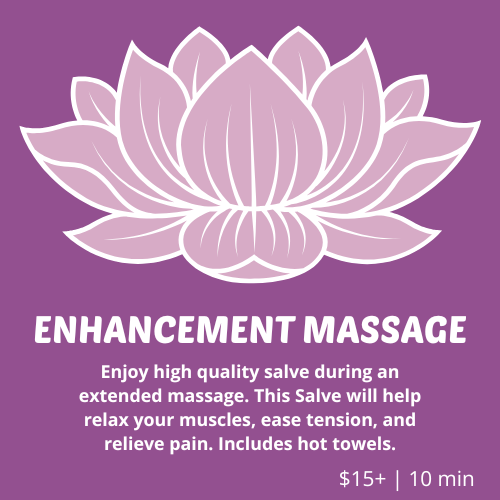 ENHANCEMENT MASSAGE
Enjoy high quality salve during an
extended massage. This Salve will help
relax your muscles, ease tension, and
relieve pain. Includes hot towels.
$15+ | 10 min